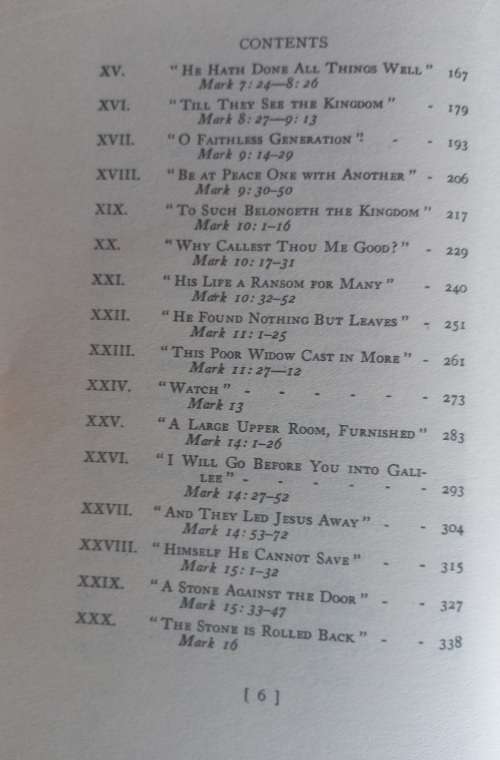 CONTENTS
XV. "He Hath Done All Things Well" 167
Mark 7:24—8:26
XVI. "Till They See the Kingdom" - 179
Mark 8:27—9:13
XVII. "O Faithless Generation" - - 193
Mark 9:14-29
XVIII. "Be at Peace One with Another" - 206
Mark 9:30-50
XIX. "To Such Belongeth the Kingdom" 217
Mark 10:1-16
XX. "Why Callest Thou Me Good?" - 229
Mark 10:17-31
XXI. "His Life a Ransom for Many" - 240
Mark 10:32-52
XXII. "He Found Nothing But Leaves" - 251
Mark 11:1-25
XXIII. "This Poor Widow Cast in More" - 261
Mark 11:27—12
XXIV. "Watch" - - - - - - 273
Mark 13
XXV. "A Large Upper Room, Furnished" 283
Mark 14:1-26
XXVI. "I Will Go Before You into Gali-
lee" - - - - - - 293
Mark 14:27-52
XXVII. "And They Led Jesus Away" - - 304
Mark 14:53-72
XXVIII. "Himself He Cannot Save" - - 315
Mark 15:1-32
XXIX. "A Stone Against the Door" - - 327
Mark 15:33-47
XXX. "The Stone is Rolled Back" - - 338
Mark 16
[ 6 ]